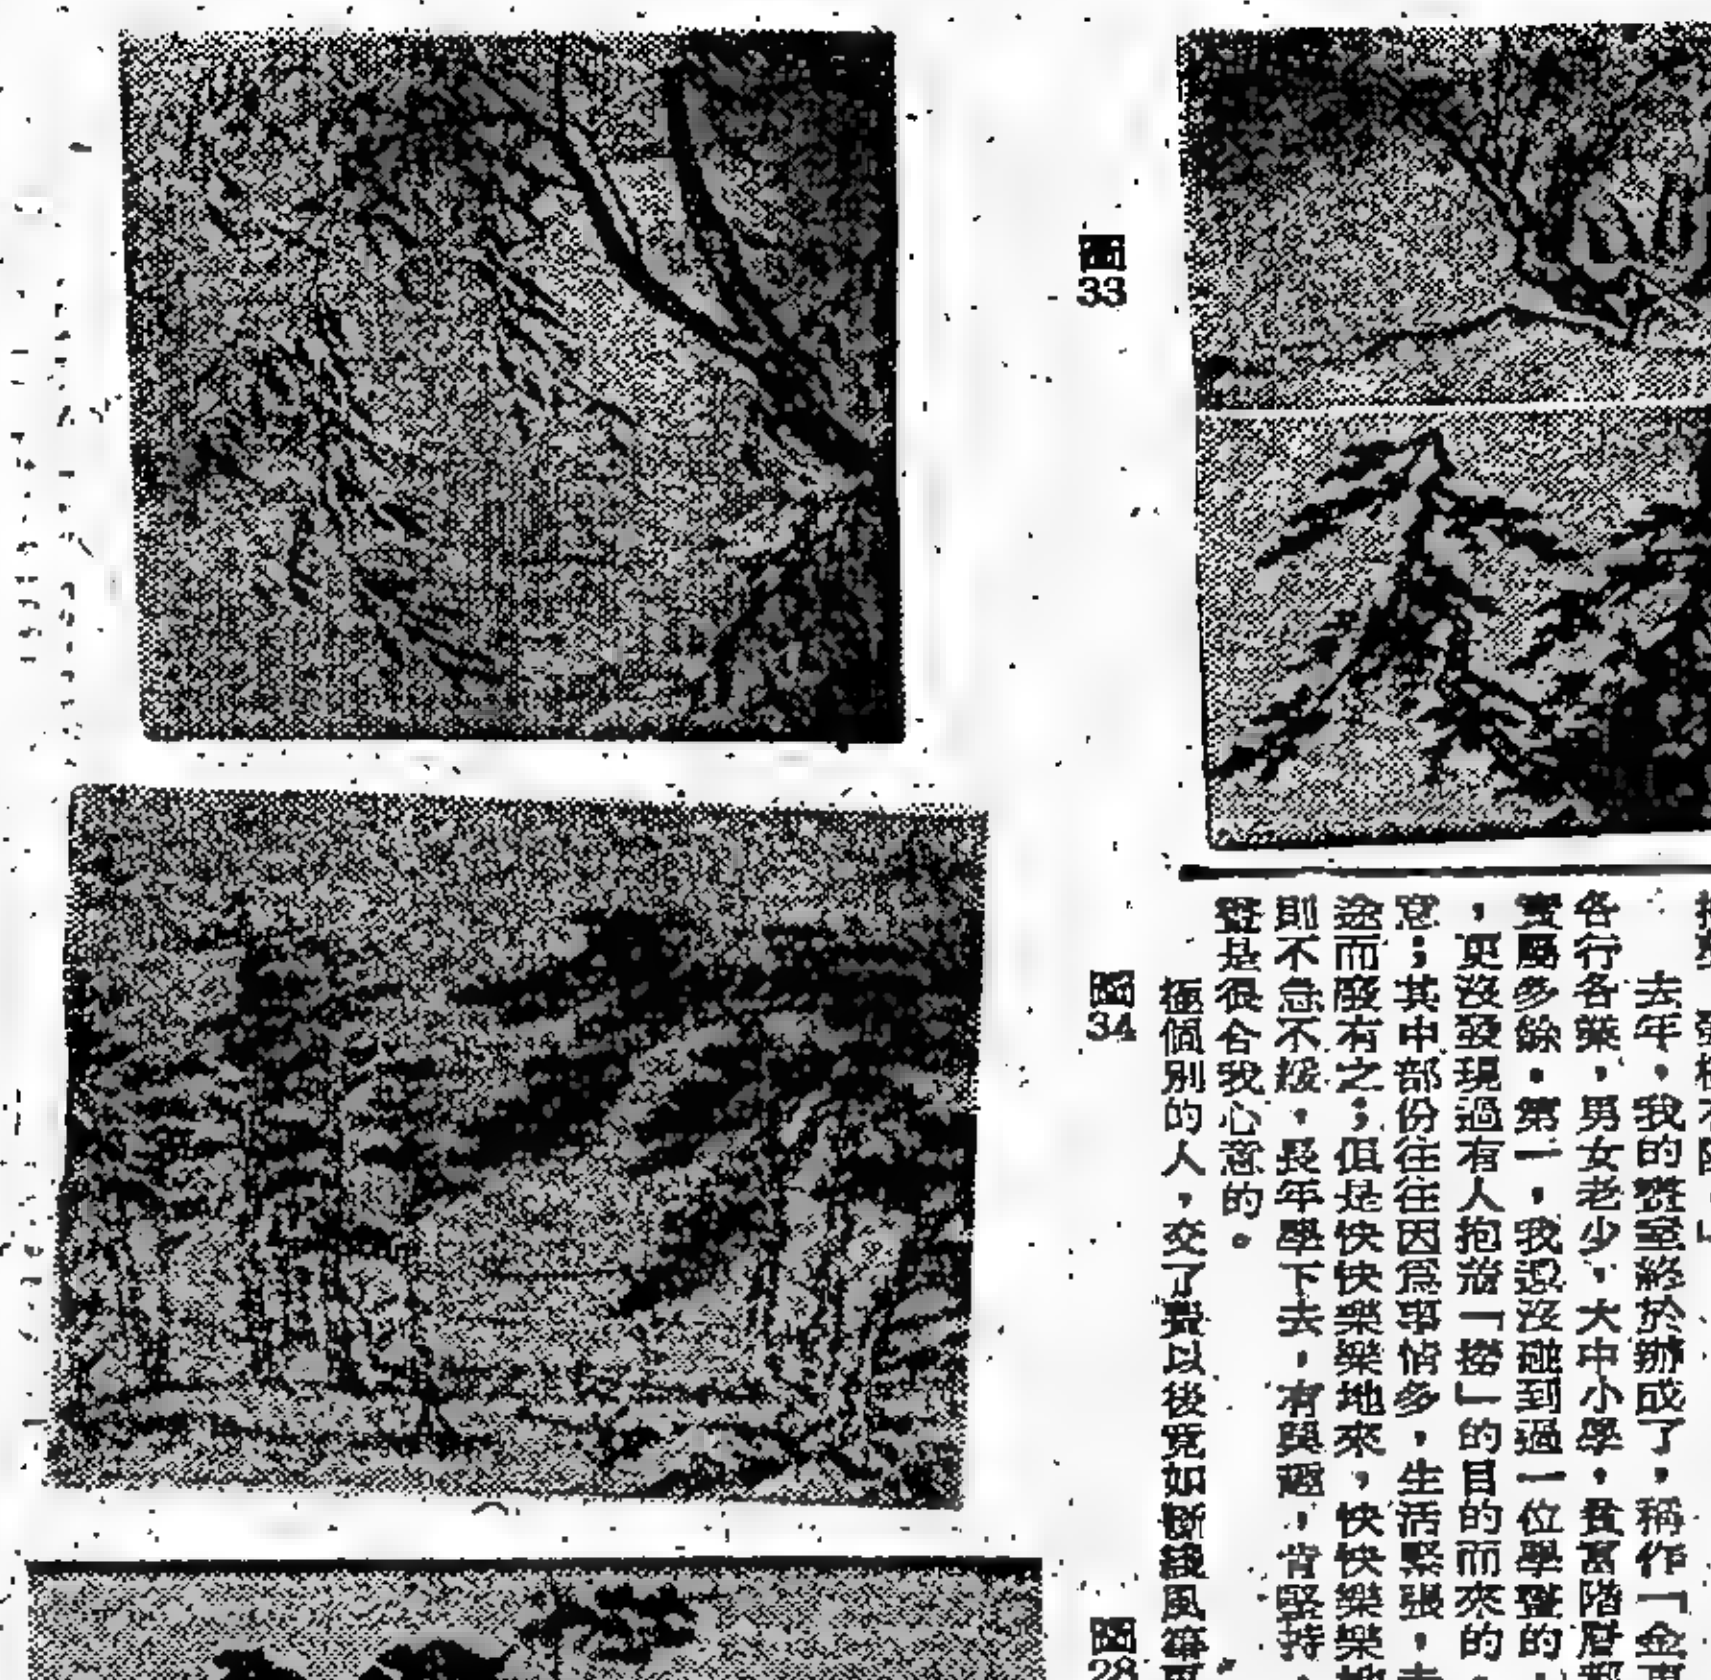 圖33
去年，我的畫室終於辦成了，稱作「金
各行各業，男女老少，大中小學，貧富階層都
實屬多餘。第一，我還沒碰到過一位學畫的
，更沒發現過有人抱着「撈」的目的而來的。
意；其中部份往往因爲事情多，生活緊張，
途而廢有之；但是快快樂樂地來，快快樂樂地
則不急不緩，長年學下去，有興趣，肯堅持，
畫是很合我心意的。
極個別的人，交了費以後竟如斷綫風箏
圖34
圖28